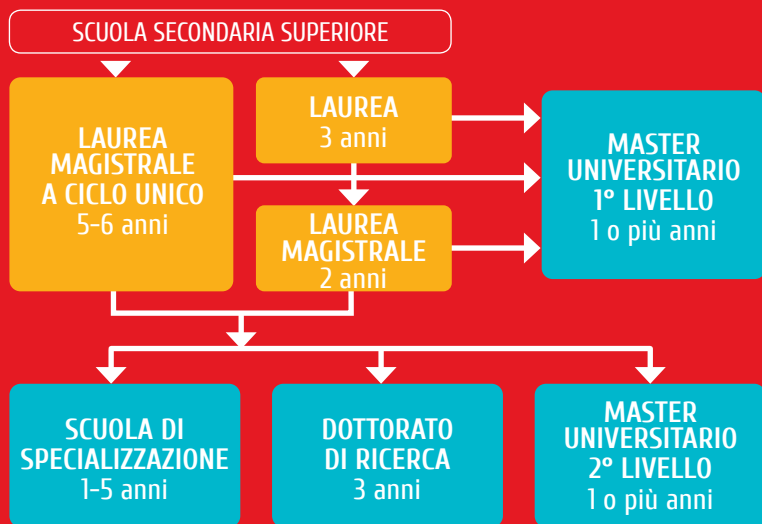 SCUOLA SECONDARIA SUPERIORE
LAUREA
MAGISTRALE
A CICLO UNICO
5-6 anni
LAUREA
3 anni
LAUREA
MAGISTRALE
2 anni
MASTER
UNIVERSITARIO
1° LIVELLO
1 o più anni
SCUOLA DI
SPECIALIZZAZIONE
1-5 anni
DOTTORATO
DI RICERCA
3 anni
MASTER
UNIVERSITARIO
2° LIVELLO
1 o più anni